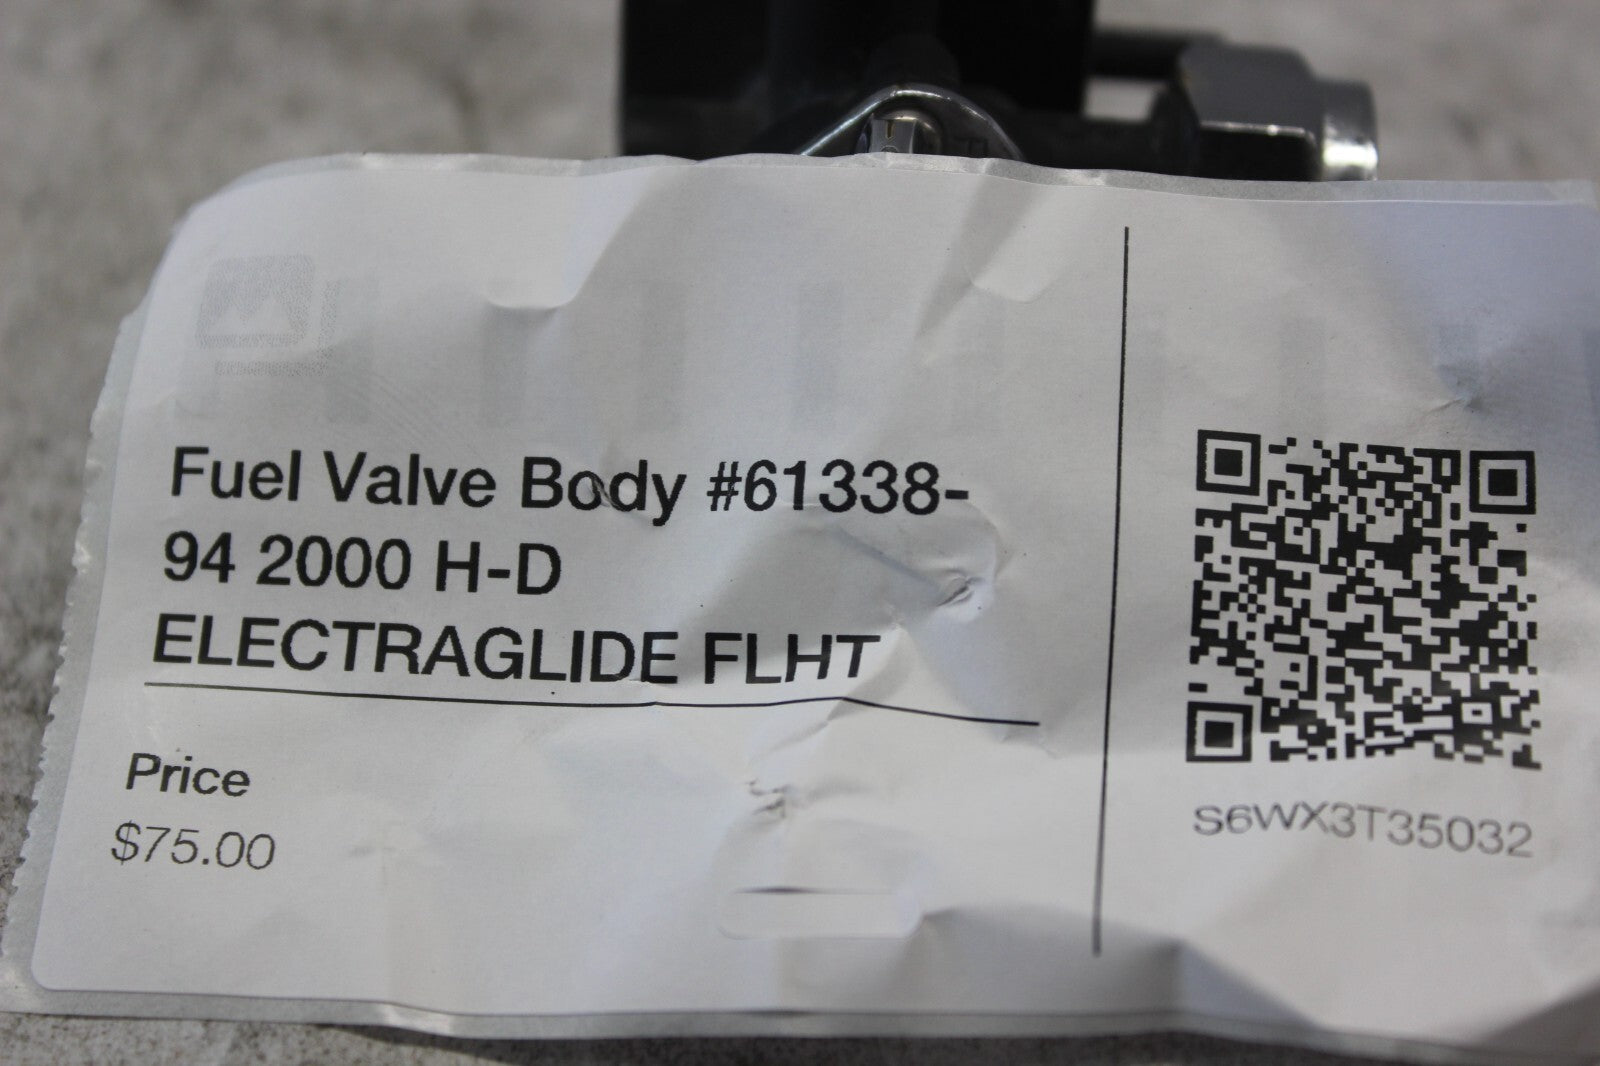 Fuel Valve Body #61338-
94 2000 H-D
ELECTRAGLIDE FLHT
Price
$75.00
S6WX3T35032